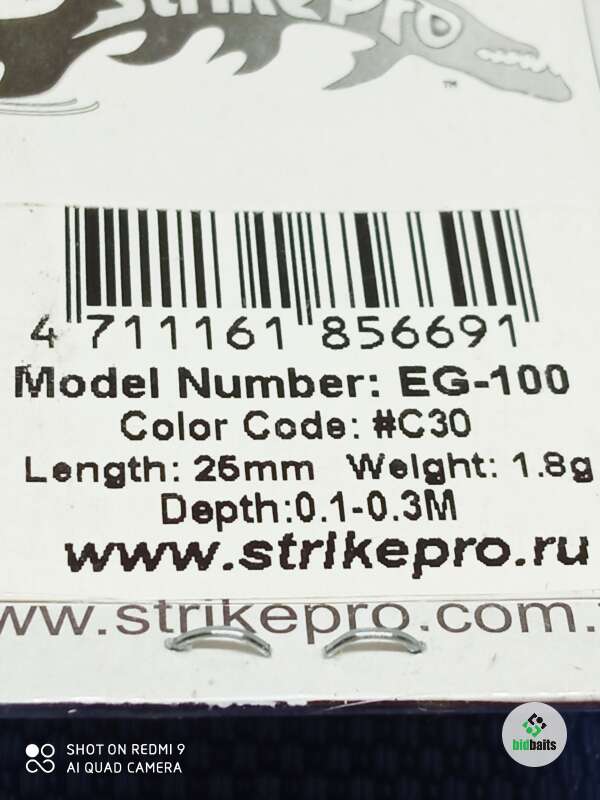 StrikePro
™
4 711161 856691
Model Number: EG-100
Color Code: #C30
Length: 25mm Weight: 1.8g
Depth:0.1-0.3M
www.strikepro.ru
www.strikepro.com.
SHOT ON REDMI 9
AI QUAD CAMERA
bidbaits